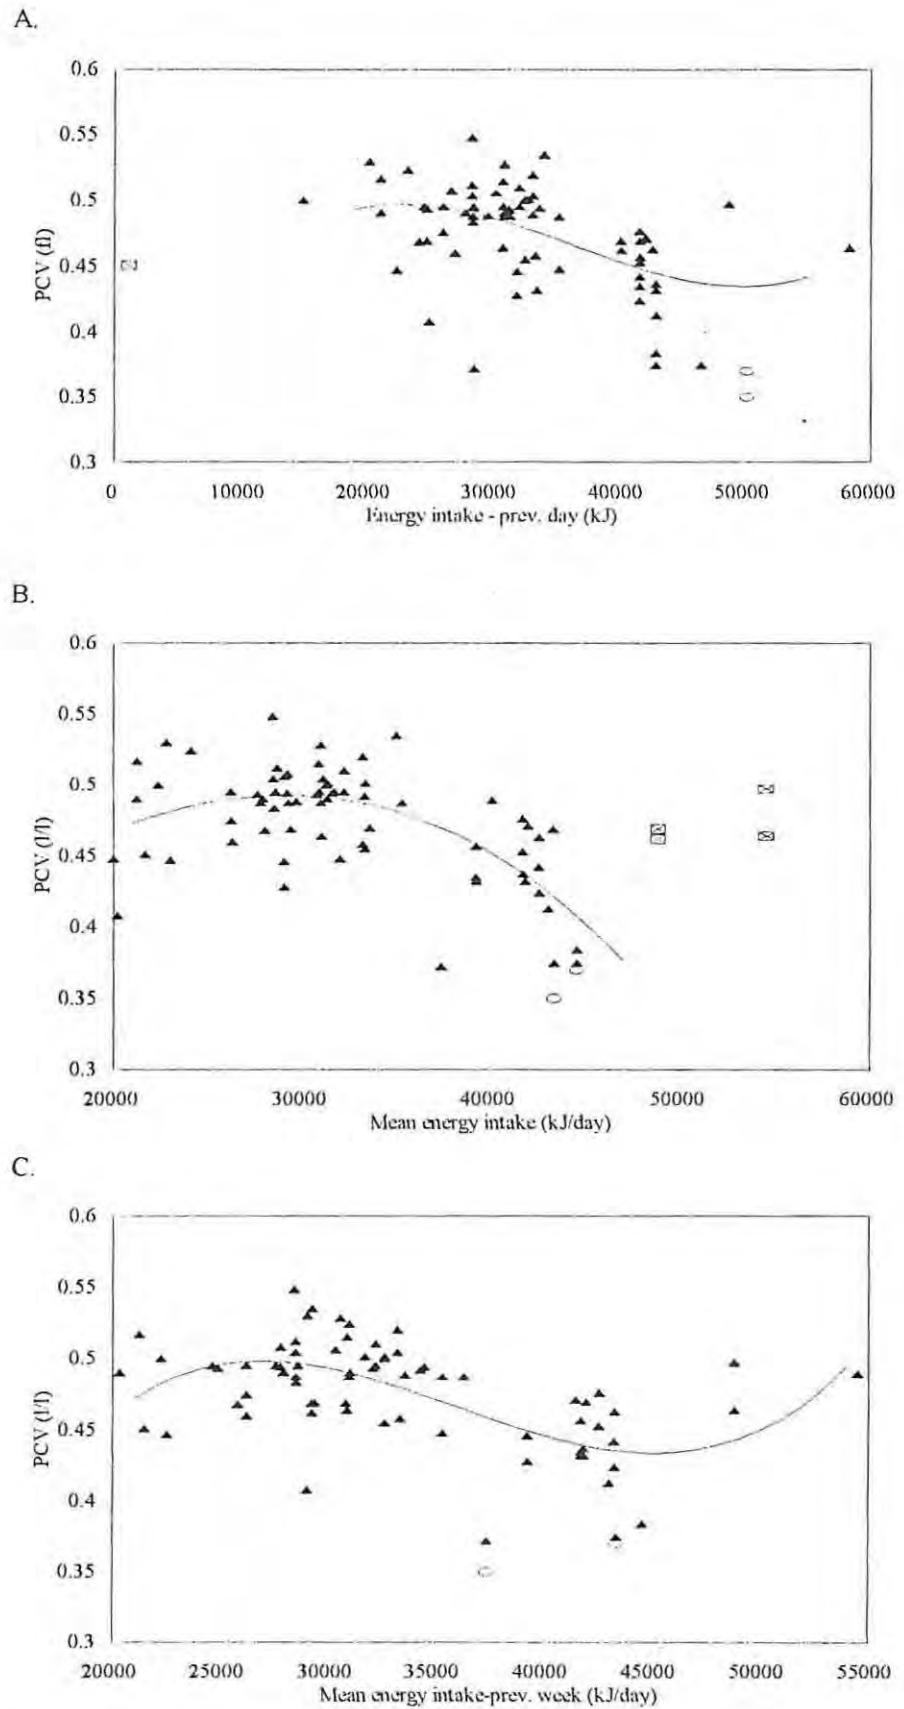 A.
0.6
0.55
0.5
0.45
0.4
0.35
0.3
PCV (fl)
0 10000 20000 30000 40000 50000 60000
Energy intake - prev. day (kJ)
B.
0.6
0.55
0.5
0.45
0.4
0.35
0.3
PCV (l/l)
20000 30000 40000 50000 60000
Mean energy intake (kJ/day)
C.
0.6
0.55
0.5
0.45
0.4
0.35
0.3
PCV (l/l)
20000 25000 30000 35000 40000 45000 50000 55000
Mean energy intake-prev. week (kJ/day)